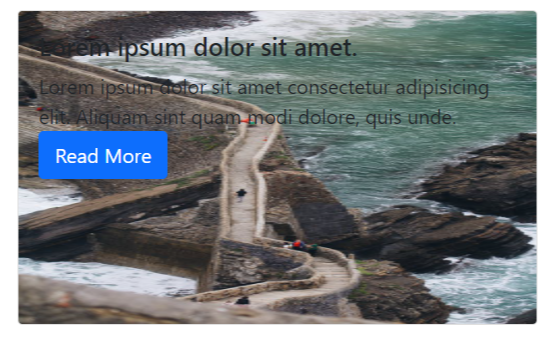 Lorem ipsum dolor sit amet.
Lorem ipsum dolor sit amet consectetur adipisicing
elit. Aliquam sint quam modi dolore, quis unde.
Read More